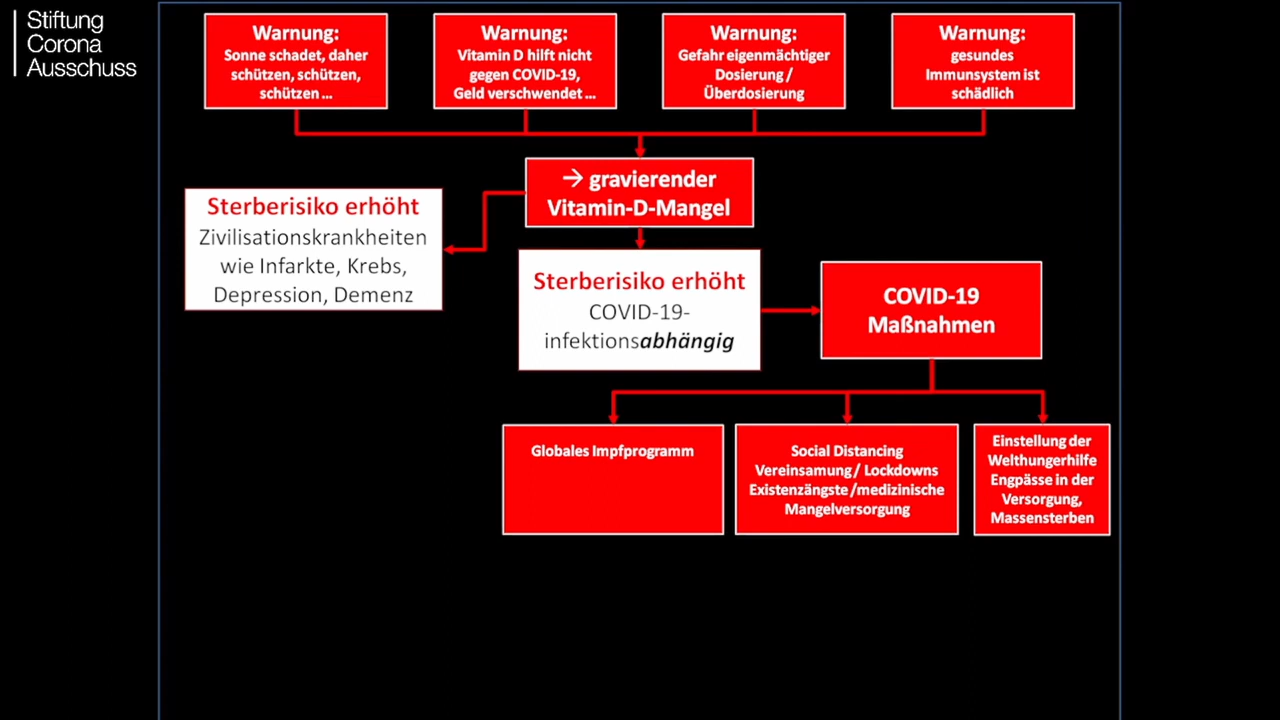 Stiftung
Corona
Ausschuss
Warnung:
Sonne schadet, daher
schützen, schützen,
schützen ...
Warnung:
Vitamin D hilft nicht
gegen COVID-19,
Geld verschwendet ...
Warnung:
Gefahr eigenmächtiger
Dosierung /
Überdosierung
Warnung:
gesundes
Immunsystem ist
schädlich
→ gravierender
Vitamin-D-Mangel
Sterberisiko erhöht
Zivilisationskrankheiten
wie Infarkte, Krebs,
Depression, Demenz
Sterberisiko erhöht
COVID-19-
infektionsabhängig
COVID-19
Maßnahmen
Globales Impfprogramm
Social Distancing
Vereinsamung / Lockdowns
Existenzängste /medizinische
Mangelversorgung
Einstellung der
Welthungerhilfe
Engpässe in der
Versorgung,
Massensterben